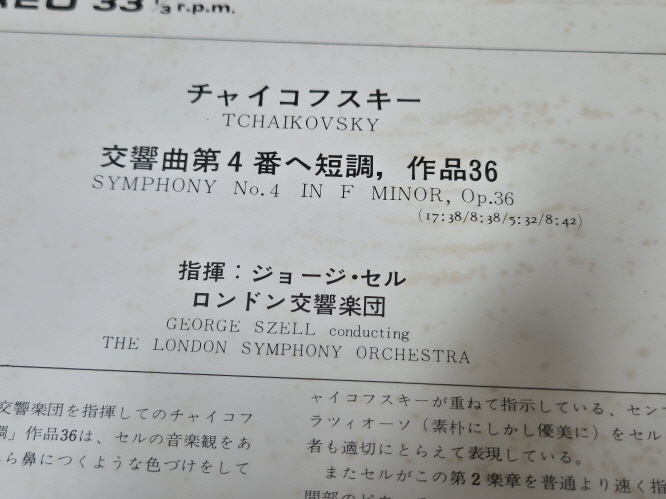 33⅓ r.p.m.
チャイコフスキー
TCHAIKOVSKY
交響曲第4番ヘ短調，作品36
SYMPHONY No.4 IN F MINOR, Op.36
(17:38/8:38/5:32/8:42)
指揮：ジョージ・セル
ロンドン交響楽団
GEORGE SZELL conducting
THE LONDON SYMPHONY ORCHESTRA
交響楽団を指揮してのチャイコフ
調」作品36は、セルの音楽観をあ
ら鼻につくような色づけをして
ャイコフスキーが重ねて指示している、センプ
ラツィオーソ（素朴にしかし優美に）をセル
者も適切にとらえて表現している。
またセルがこの第2楽章を普通より速く指